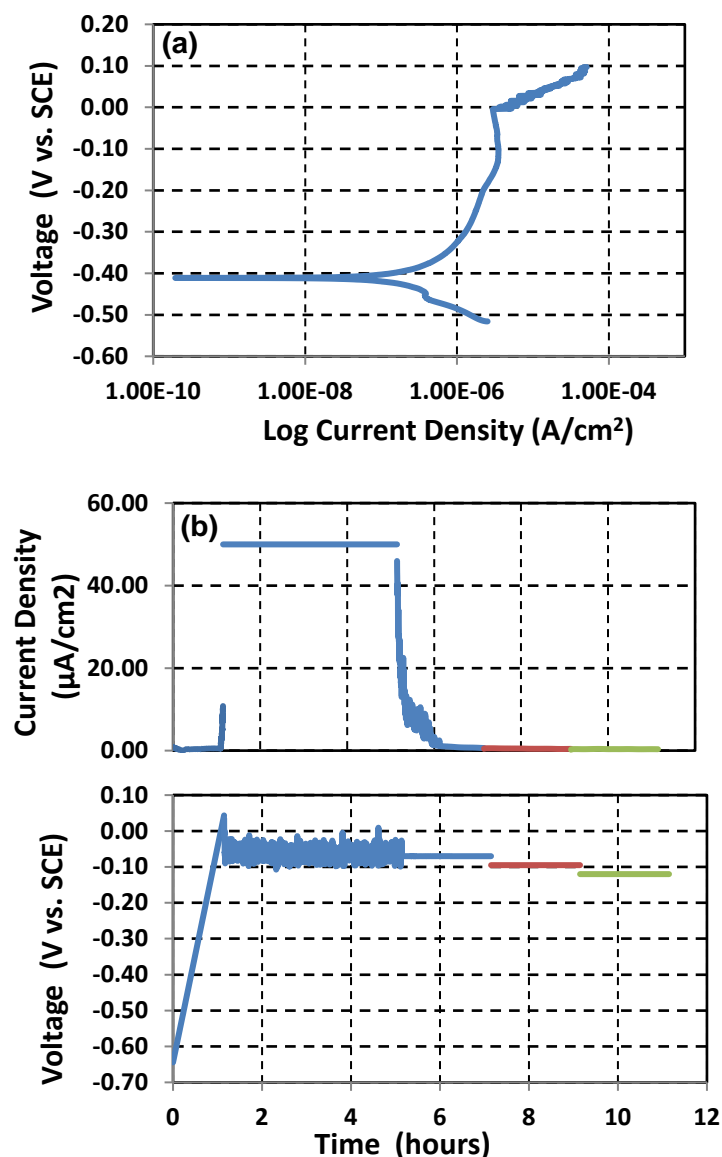 (a)
Voltage (V vs. SCE)
0.20
0.10
0.00
-0.10
-0.20
-0.30
-0.40
-0.50
-0.60
1.00E-10 1.00E-08 1.00E-06 1.00E-04
Log Current Density (A/cm²)
(b)
Current Density
(µA/cm2)
60.00
40.00
20.00
0.00
Voltage (V vs. SCE)
0.10
0.00
-0.10
-0.20
-0.30
-0.40
-0.50
-0.60
-0.70
0 2 4 6 8 10 12
Time (hours)